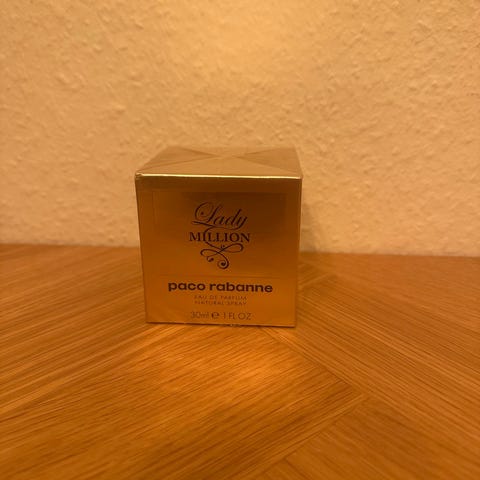 Lady
MILLION
paco rabanne
EAU DE PARFUM
NATURAL SPRAY
30ml ℮ 1 FL OZ